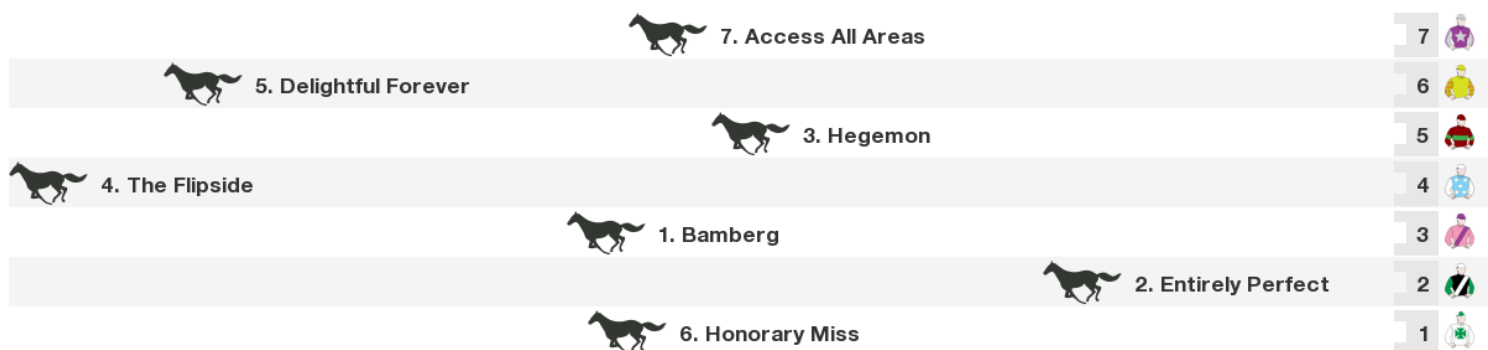 7. Access All Areas 7
5. Delightful Forever 6
3. Hegemon 5
4. The Flipside 4
1. Bamberg 3
2. Entirely Perfect 2
6. Honorary Miss 1